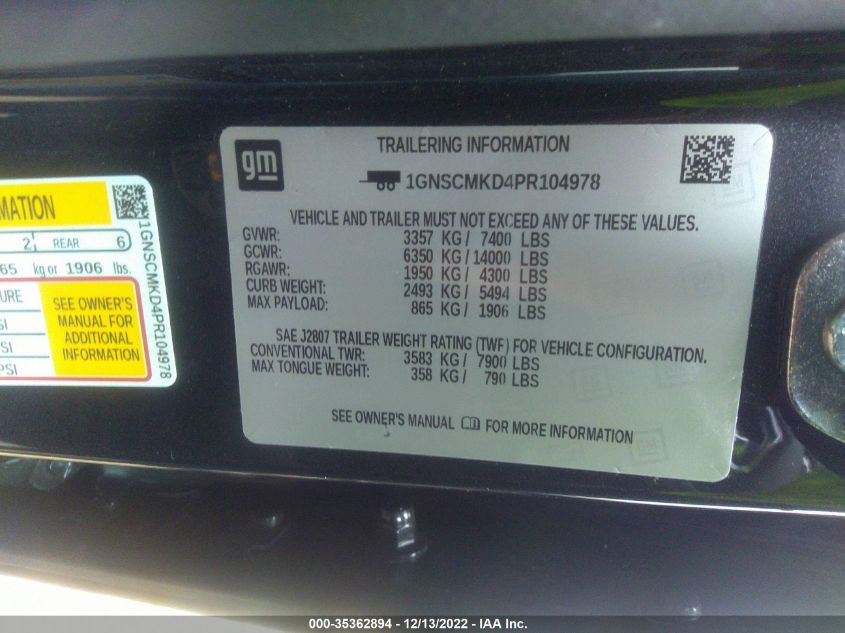 MATION
2 REAR 6
65 kg or 1906 lbs.
URE
SI
SI
PSI
SEE OWNER'S
MANUAL FOR
ADDITIONAL
INFORMATION
1GNSCMKD4PR104978
gm
TRAILERING INFORMATION
1GNSCMKD4PR104978
VEHICLE AND TRAILER MUST NOT EXCEED ANY OF THESE VALUES.
GVWR: 3357 KG / 7400 LBS
GCWR: 6350 KG / 14000 LBS
RGAWR: 1950 KG / 4300 LBS
CURB WEIGHT: 2493 KG / 5494 LBS
MAX PAYLOAD: 865 KG / 1906 LBS
SAE J2807 TRAILER WEIGHT RATING (TWF) FOR VEHICLE CONFIGURATION.
CONVENTIONAL TWR: 3583 KG / 7900 LBS
MAX TONGUE WEIGHT: 358 KG / 790 LBS
SEE OWNER'S MANUAL FOR MORE INFORMATION
000-35362894 - 12/13/2022 - IAA Inc.